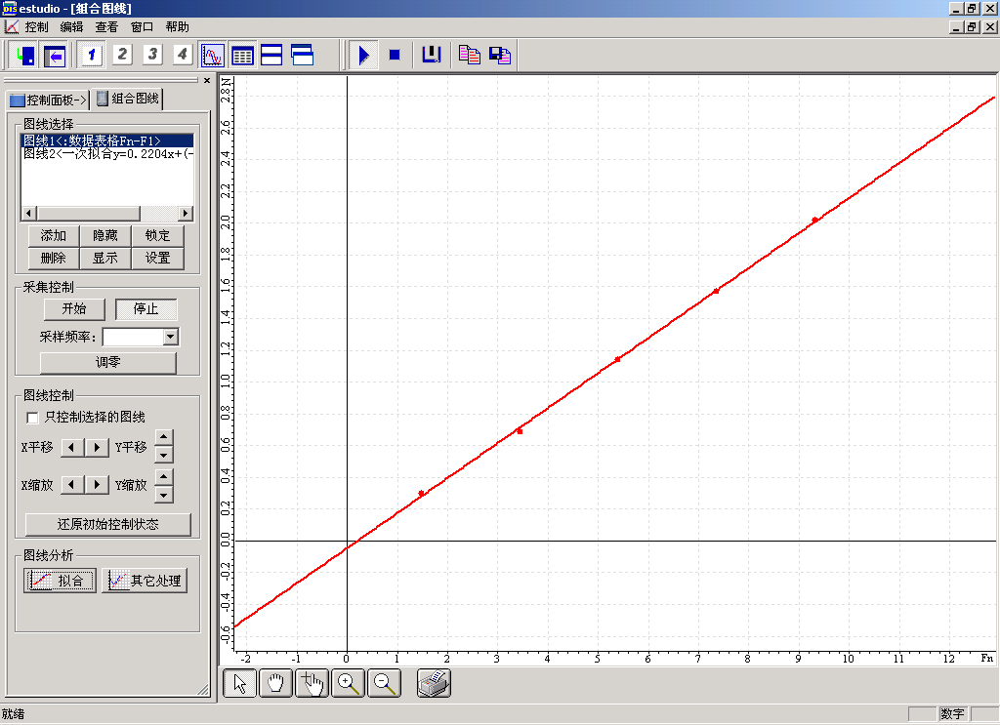 DIS estudio - [组合图线]
控制 编辑 查看 窗口 帮助
1 2 3 4
控制面板-> 组合图线
图线选择
图线1<:数据表格Fn-F1>
图线2<一次拟合y=0.2204x+(-
添加 隐藏 锁定
删除 显示 设置
采集控制
开始 停止
采样频率:
调零
图线控制
只控制选择的图线
X平移 Y平移
X缩放 Y缩放
还原初始控制状态
图线分析
拟合 其它处理
N
2.8
2.6
2.4
2.2
2.0
1.8
1.6
1.4
1.2
1.0
0.8
0.6
0.4
0.2
0.0
-0.2
-0.4
-0.6
-2 -1 0 1 2 3 4 5 6 7 8 9 10 11 12 Fn
就绪 数字